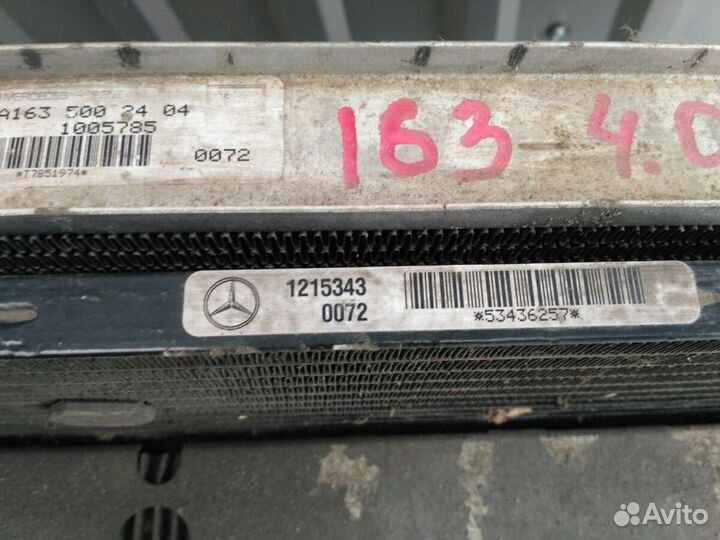 MERCEDES - BENZ
A163 500 24 04
1005785
0072
*T7851974*
163 - 4.0
1215343
0072
*53436257*
Avito